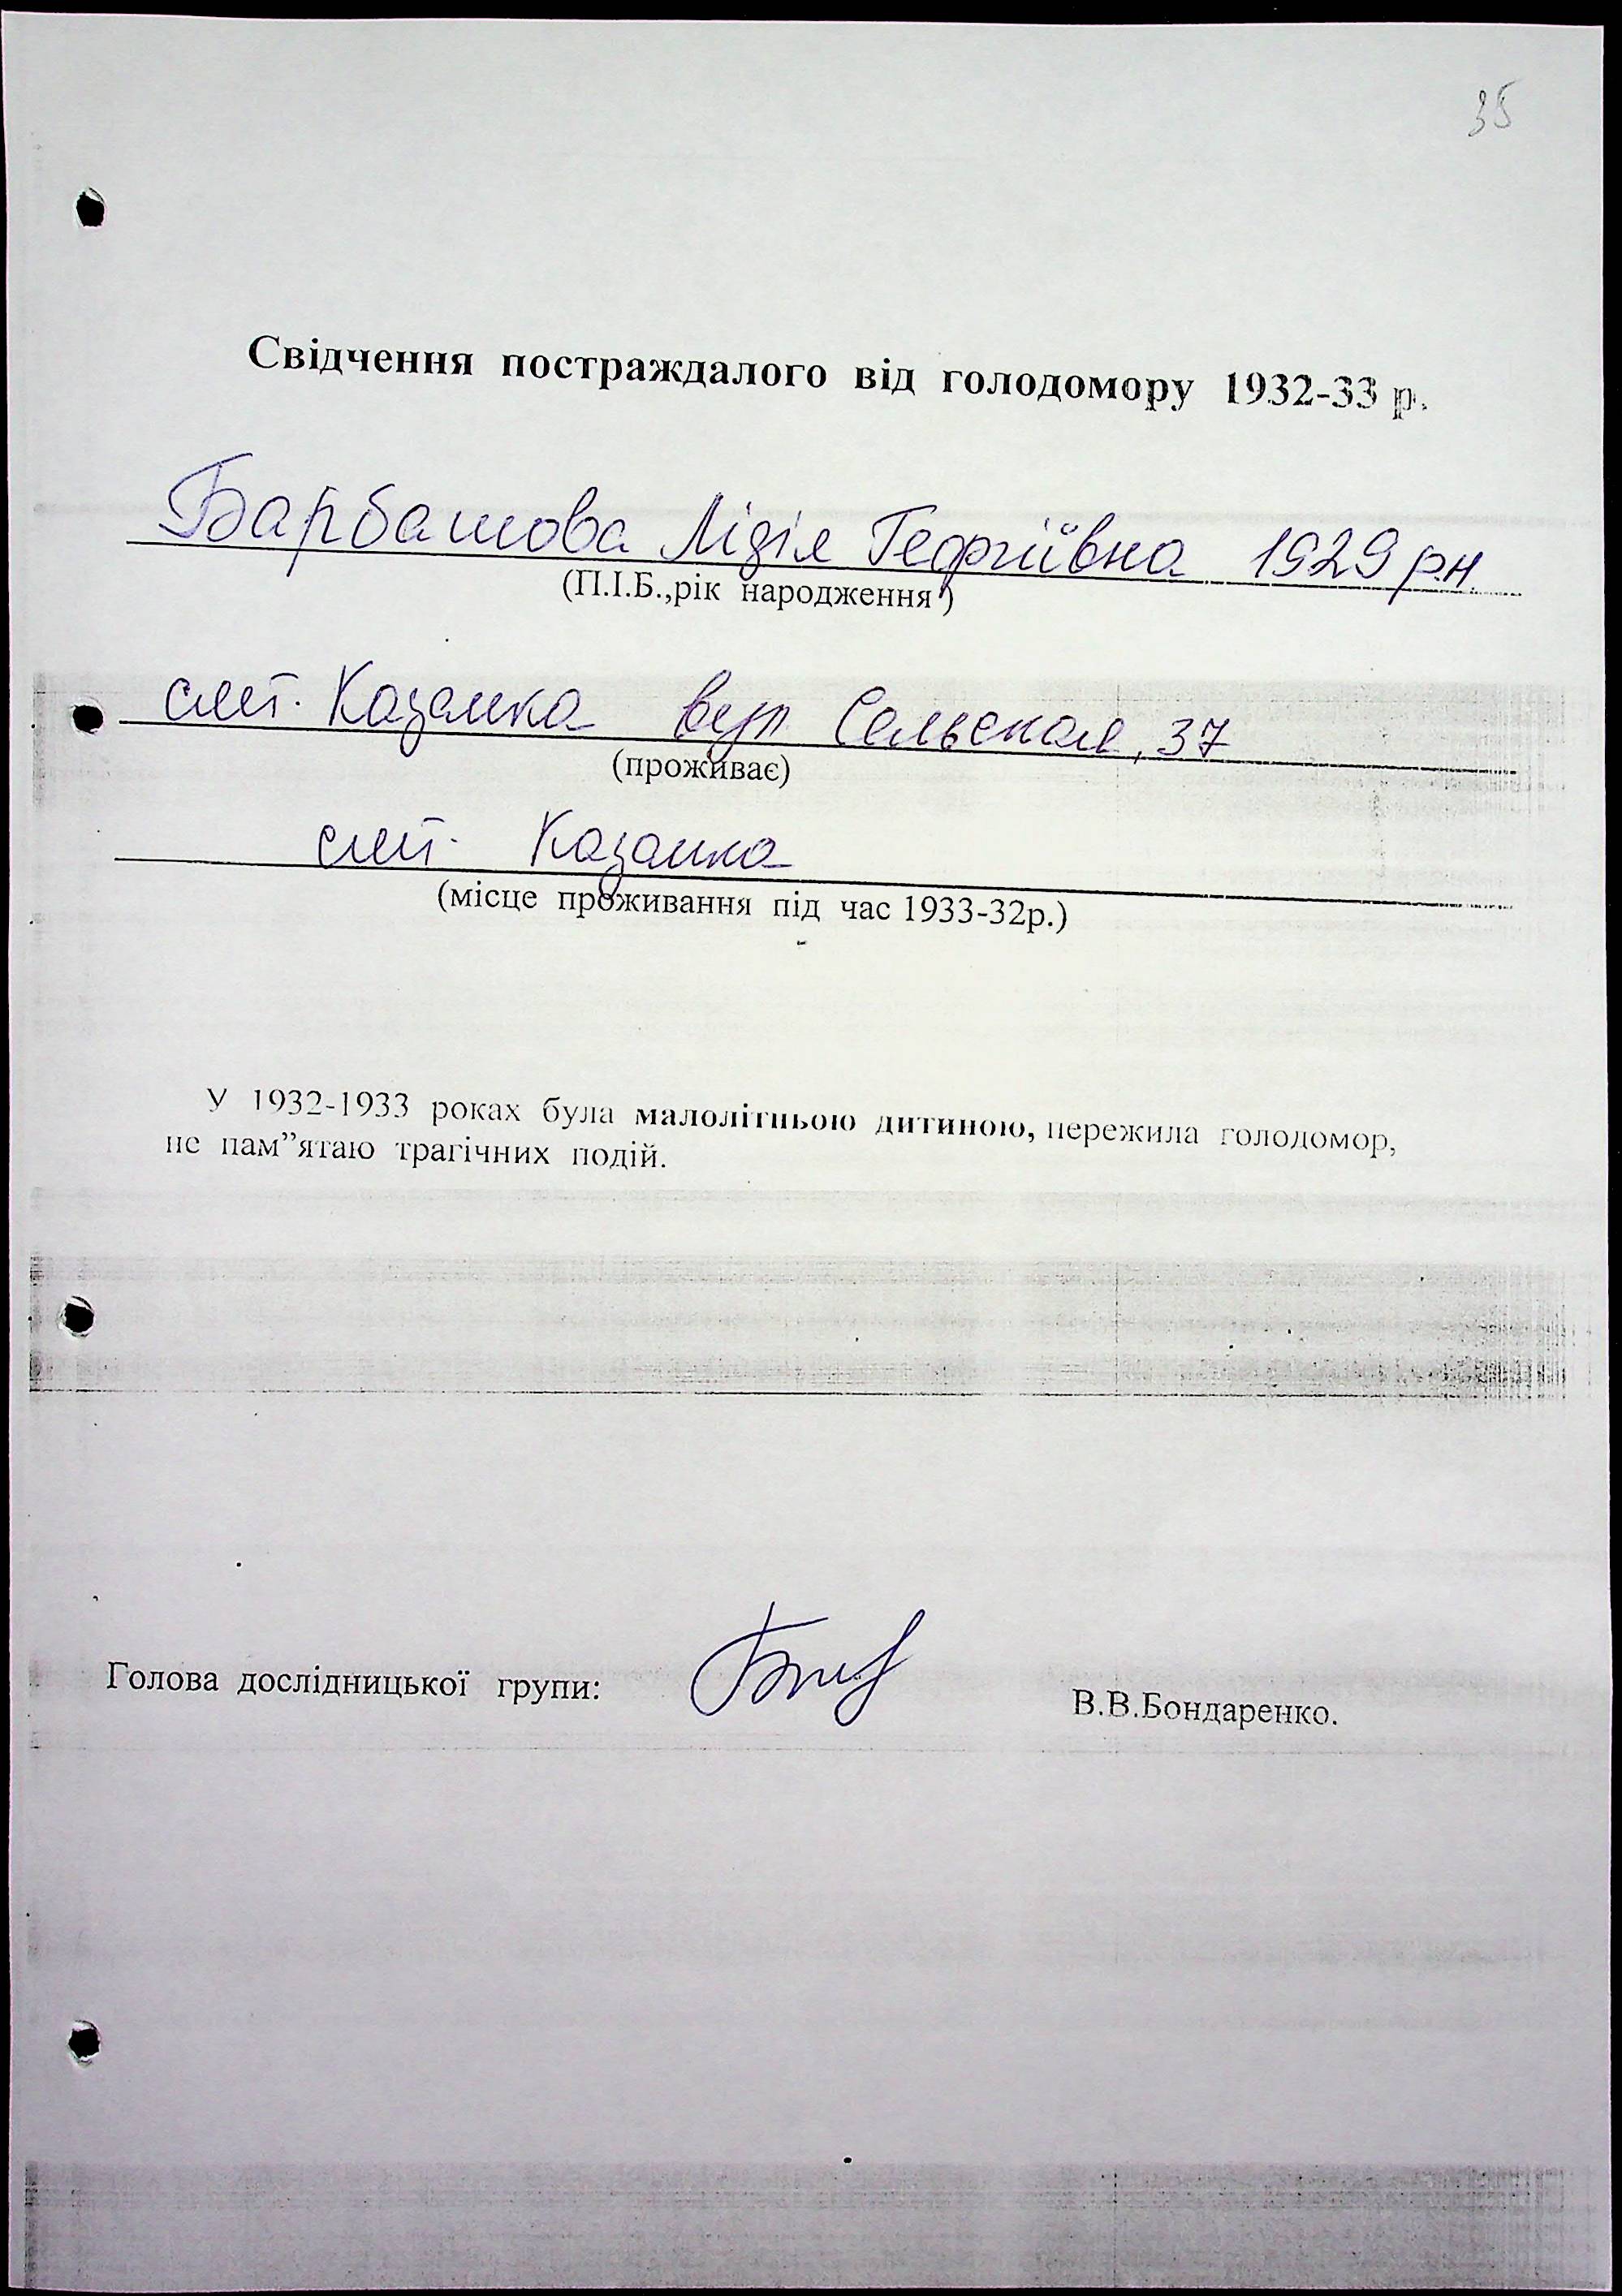 35
Свідчення постраждалого від голодомору 1932-33 р.
Барбашова Лідія Георгіївна 1929 р.н.
(П.І.Б.,рік народження )
смт. Казанка вул Сельская, 37
(проживає)
смт. Казанка
(місце проживання під час 1933-32р.)
У 1932-1933 роках була малолітньою дитиною, пережила голодомор,
не пам”ятаю трагічних подій.
Голова дослідницької групи: В.В.Бондаренко.